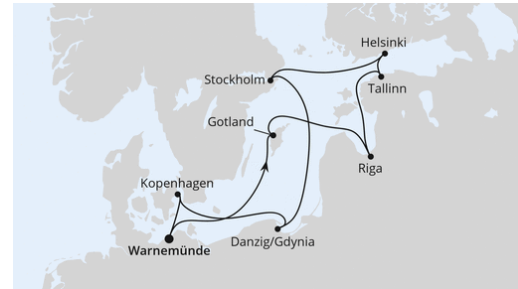 Helsinki
Stockholm
Tallinn
Gotland
Riga
Kopenhagen
Danzig/Gdynia
Warnemünde